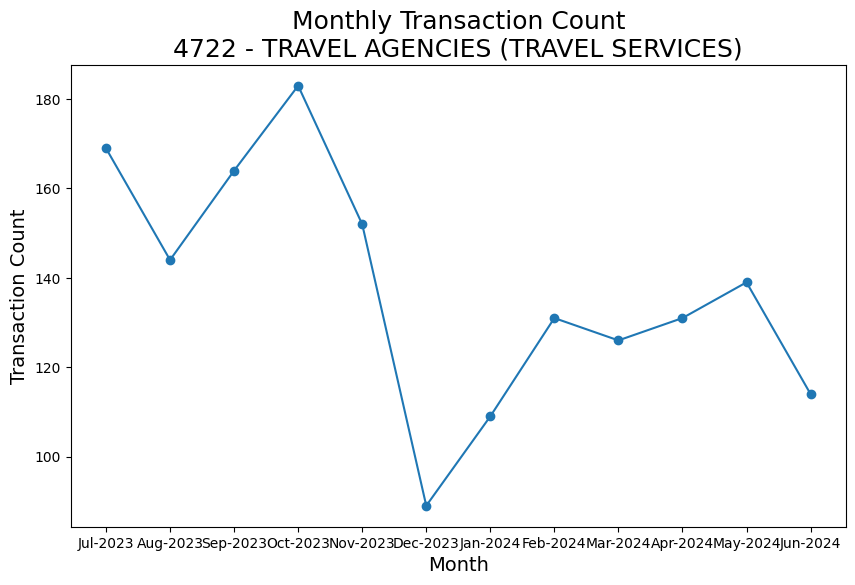 Monthly Transaction Count
4722 - TRAVEL AGENCIES (TRAVEL SERVICES)
Transaction Count
180
160
140
120
100
Jul-2023 Aug-2023 Sep-2023 Oct-2023 Nov-2023 Dec-2023 Jan-2024 Feb-2024 Mar-2024 Apr-2024 May-2024 Jun-2024
Month